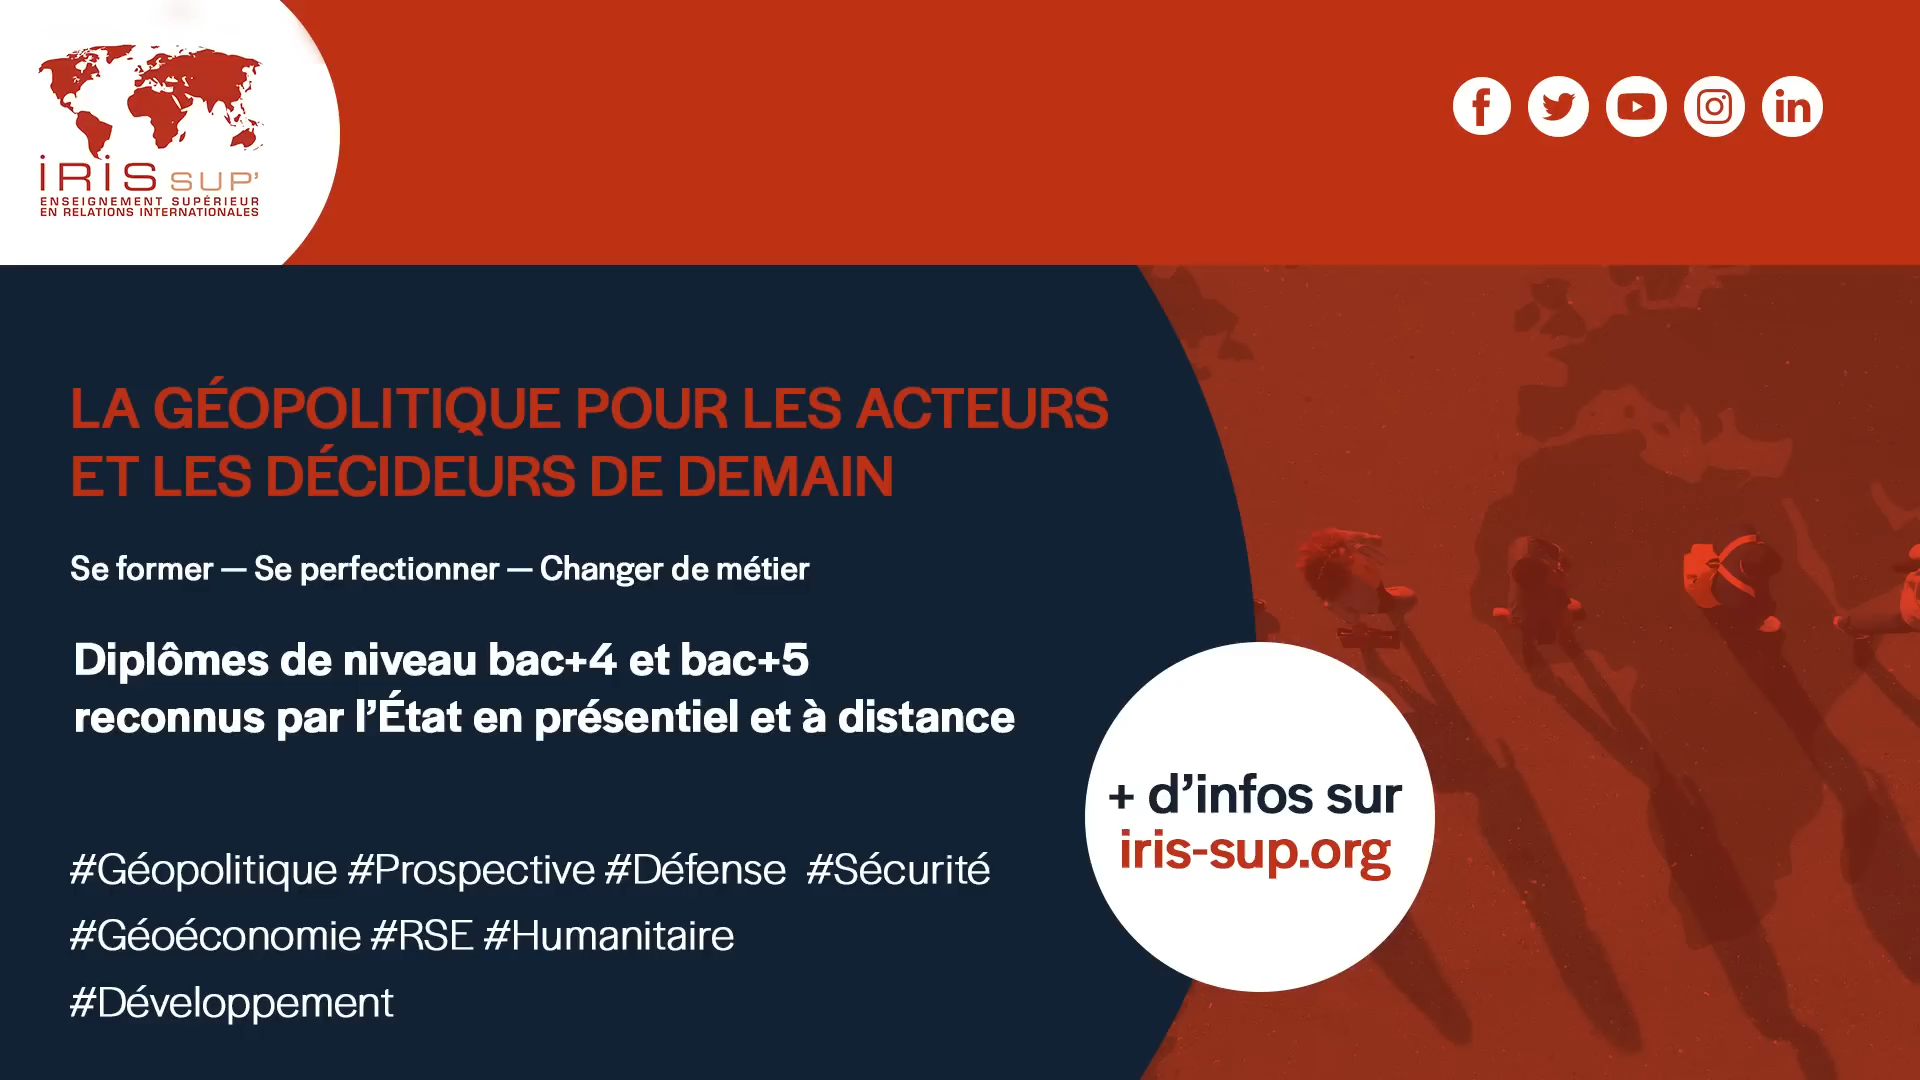 iRiS SUP'
ENSEIGNEMENT SUPÉRIEUR
EN RELATIONS INTERNATIONALES
LA GÉOPOLITIQUE POUR LES ACTEURS
ET LES DÉCIDEURS DE DEMAIN
Se former — Se perfectionner — Changer de métier
Diplômes de niveau bac+4 et bac+5
reconnus par l’État en présentiel et à distance
+ d’infos sur
iris-sup.org
#Géopolitique #Prospective #Défense #Sécurité
#Géoéconomie #RSE #Humanitaire
#Développement